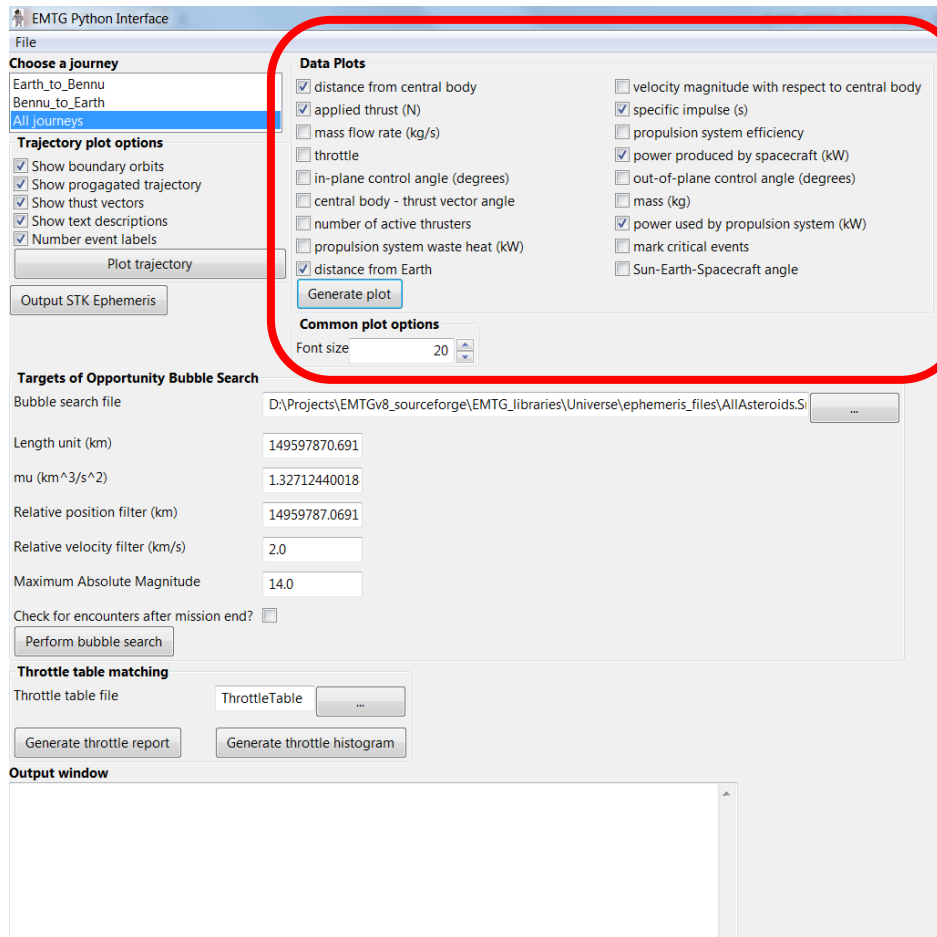 EMTG Python Interface
File
Choose a journey
Earth_to_Bennu
Bennu_to_Earth
All journeys
Trajectory plot options
Show boundary orbits
Show progagated trajectory
Show thust vectors
Show text descriptions
Number event labels
Plot trajectory
Output STK Ephemeris
Data Plots
distance from central body
applied thrust (N)
mass flow rate (kg/s)
throttle
in-plane control angle (degrees)
central body - thrust vector angle
number of active thrusters
propulsion system waste heat (kW)
distance from Earth
velocity magnitude with respect to central body
specific impulse (s)
propulsion system efficiency
power produced by spacecraft (kW)
out-of-plane control angle (degrees)
mass (kg)
power used by propulsion system (kW)
mark critical events
Sun-Earth-Spacecraft angle
Generate plot
Common plot options
Font size 20
Targets of Opportunity Bubble Search
Bubble search file D:\Projects\EMTGv8_sourceforge\EMTG_libraries\Universe\ephemeris_files\AllAsteroids.Si ...
Length unit (km) 149597870.691
mu (km^3/s^2) 1.32712440018
Relative position filter (km) 14959787.0691
Relative velocity filter (km/s) 2.0
Maximum Absolute Magnitude 14.0
Check for encounters after mission end?
Perform bubble search
Throttle table matching
Throttle table file ThrottleTable ...
Generate throttle report Generate throttle histogram
Output window